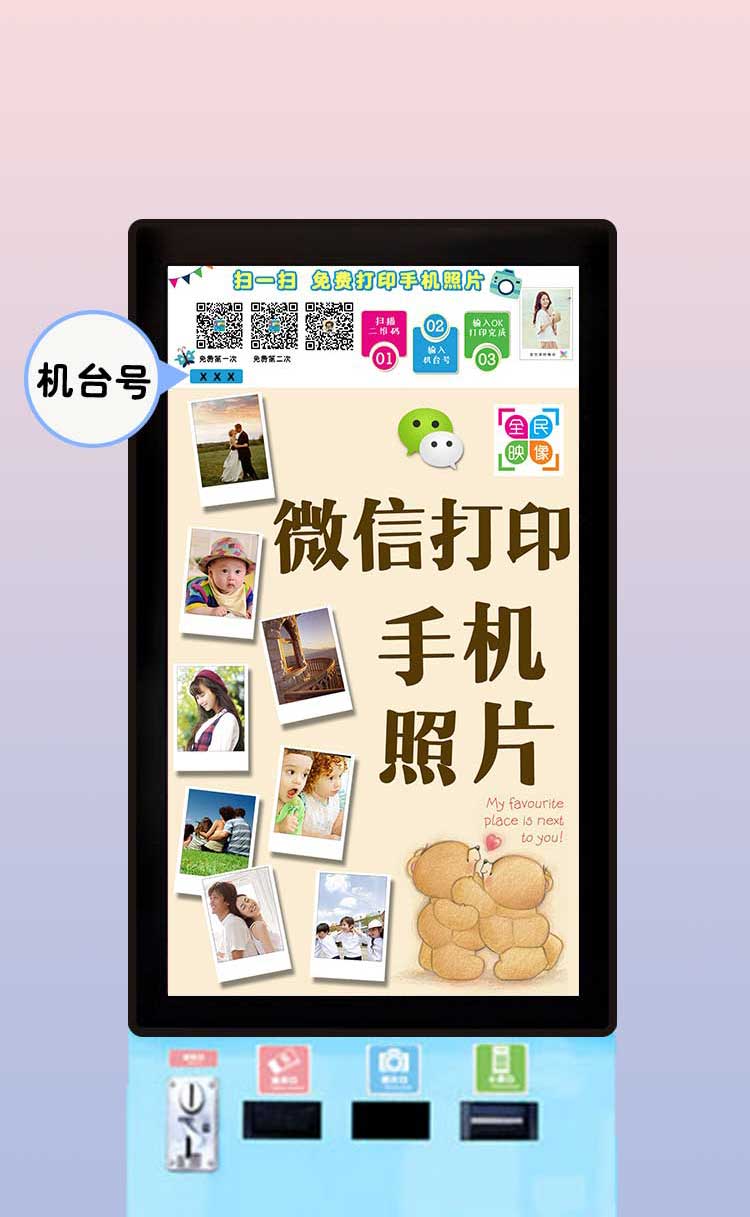 扫一扫 免费打印手机照片
免费第一次
免费第二次
扫描
二维码
01
02
输入
机台号
输入OK
打印完决
03
X X X
机台号
全民
映像
微信打印
手机
照片
My favourite
place is next
to you!